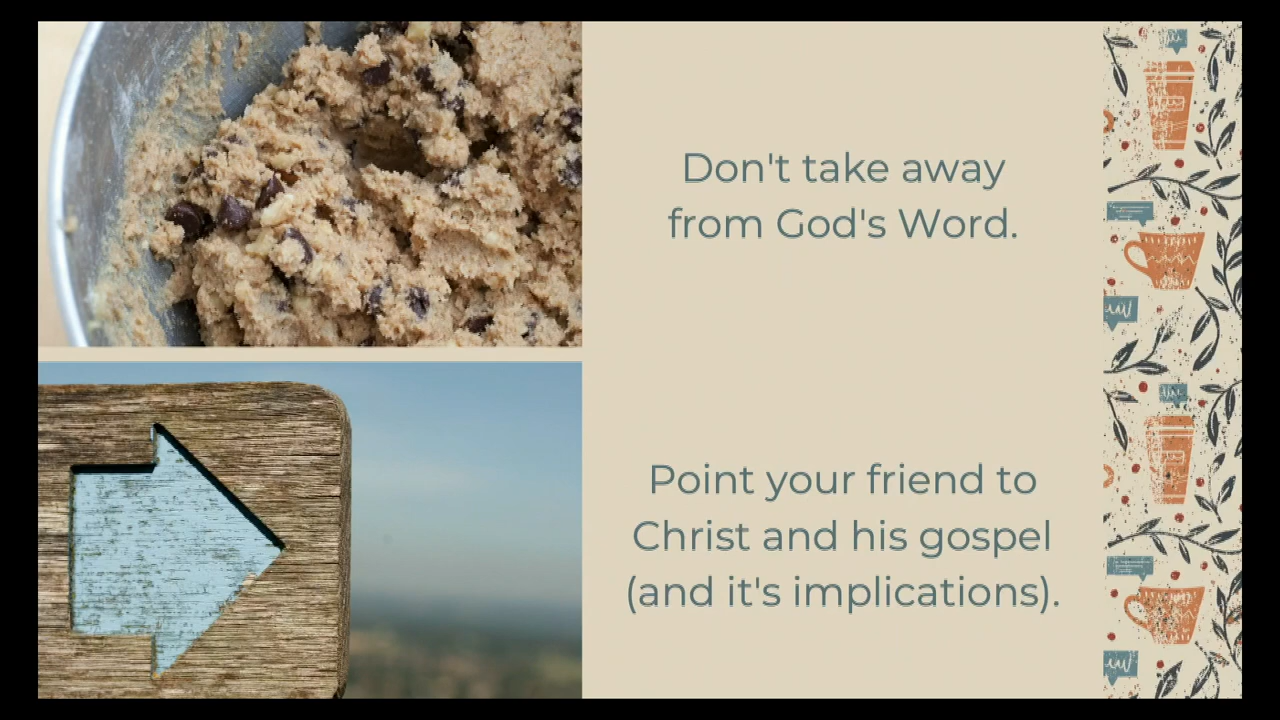 Don't take away
from God's Word.
Point your friend to
Christ and his gospel
(and it's implications).